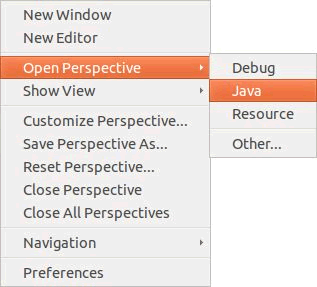 New Window
New Editor
Open Perspective
Show View
Customize Perspective...
Save Perspective As...
Reset Perspective...
Close Perspective
Close All Perspectives
Navigation
Preferences
Debug
Java
Resource
Other...